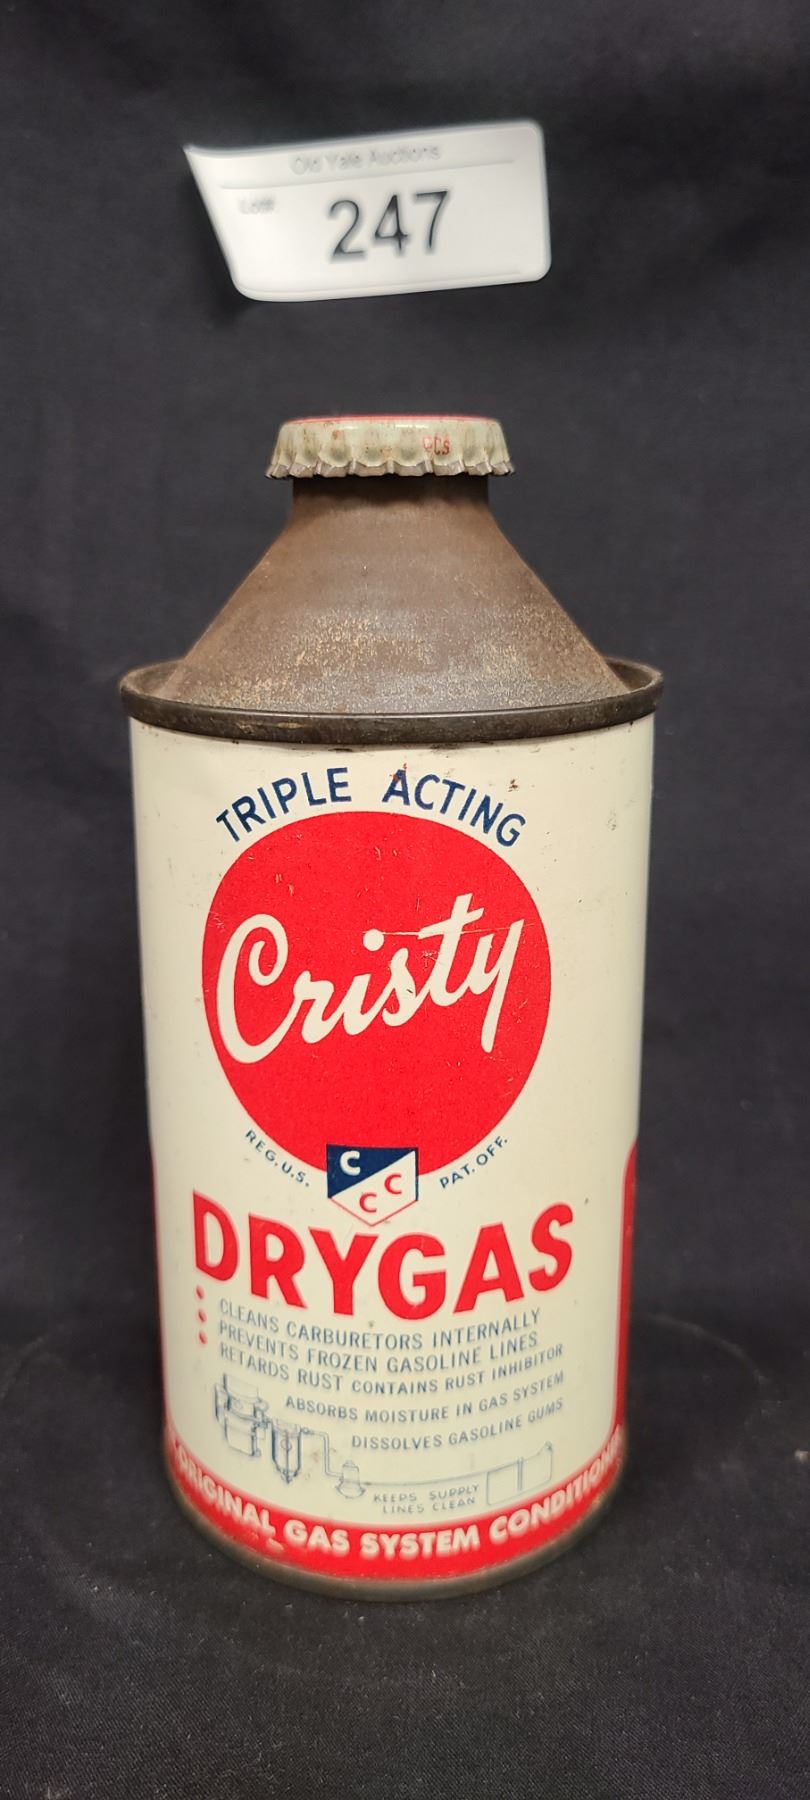 Old Yale Auctions
Lot#
247
TRIPLE ACTING
Cristy
REG. U.S. PAT. OFF.
C
C C
DRYGAS
CLEANS CARBURETORS INTERNALLY
PREVENTS FROZEN GASOLINE LINES
RETARDS RUST CONTAINS RUST INHIBITOR
ABSORBS MOISTURE IN GAS SYSTEM
DISSOLVES GASOLINE GUMS
KEEPS SUPPLY
LINES CLEAN
ORIGINAL GAS SYSTEM CONDITIONER